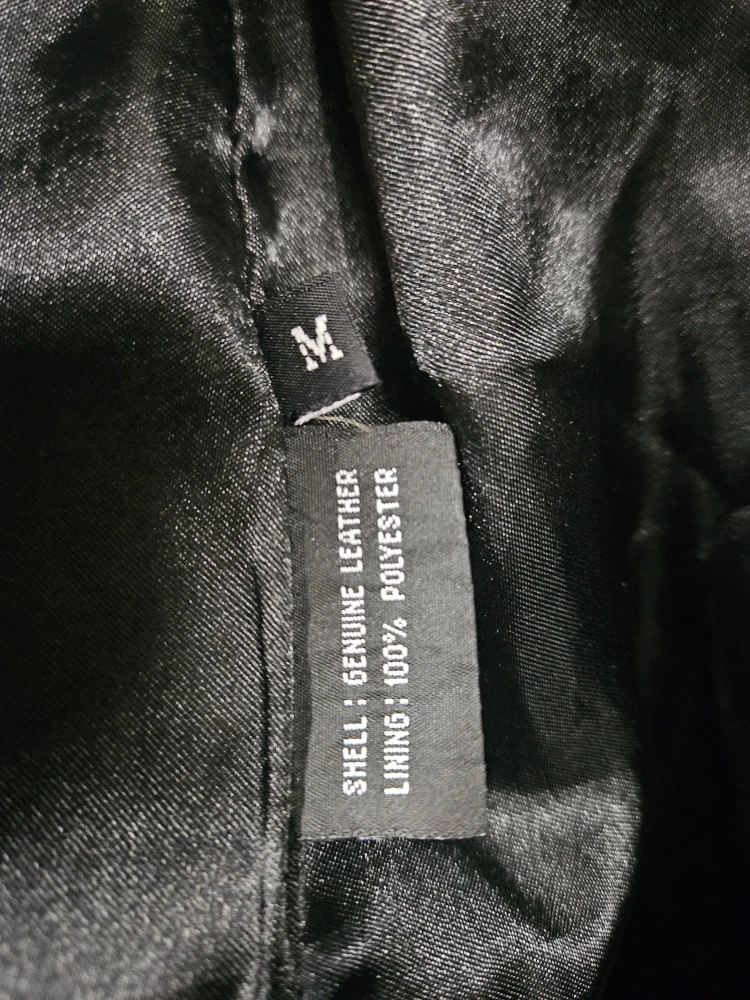 M
SHELL : GENUINE LEATHER
LINING : 100% POLYESTER